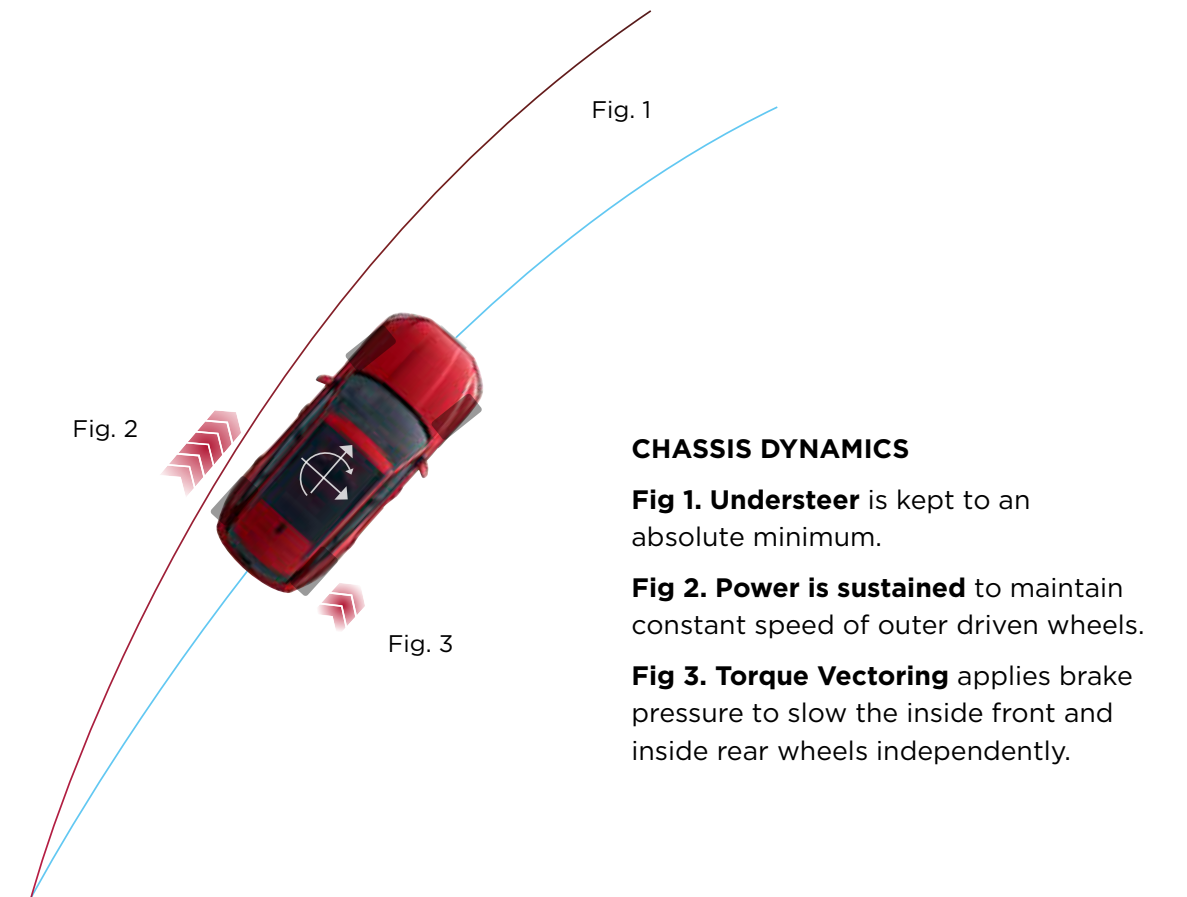 Fig. 1
Fig. 2
Fig. 3
CHASSIS DYNAMICS
Fig 1. Understeer is kept to an
absolute minimum.
Fig 2. Power is sustained to maintain
constant speed of outer driven wheels.
Fig 3. Torque Vectoring applies brake
pressure to slow the inside front and
inside rear wheels independently.